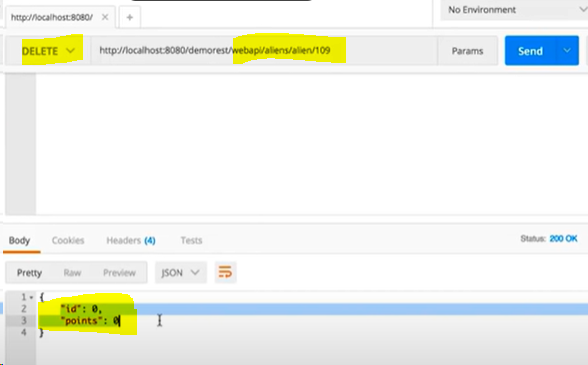 http://localhost:8080/
No Environment
DELETE http://localhost:8080/demorest/webapi/aliens/alien/109 Params Send
Body Cookies Headers (4) Tests Status: 200 OK
Pretty Raw Preview JSON
1 {
2 "id": 0,
3 "points": 0
4 }